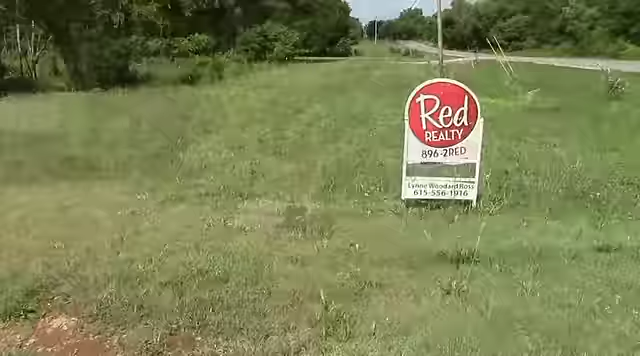 Red
REALTY
896-2RED
Lynne Woodard Ross
615-556-1916